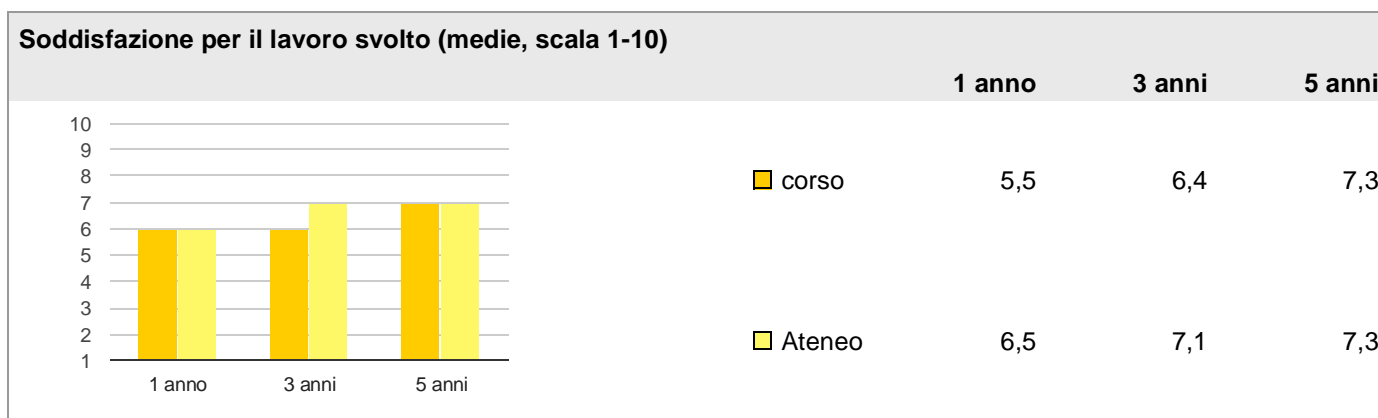 Soddisfazione per il lavoro svolto (medie, scala 1-10)
1 anno 3 anni 5 anni
10
9
8
7
6
5
4
3
2
1
1 anno 3 anni 5 anni
corso 5,5 6,4 7,3
Ateneo 6,5 7,1 7,3